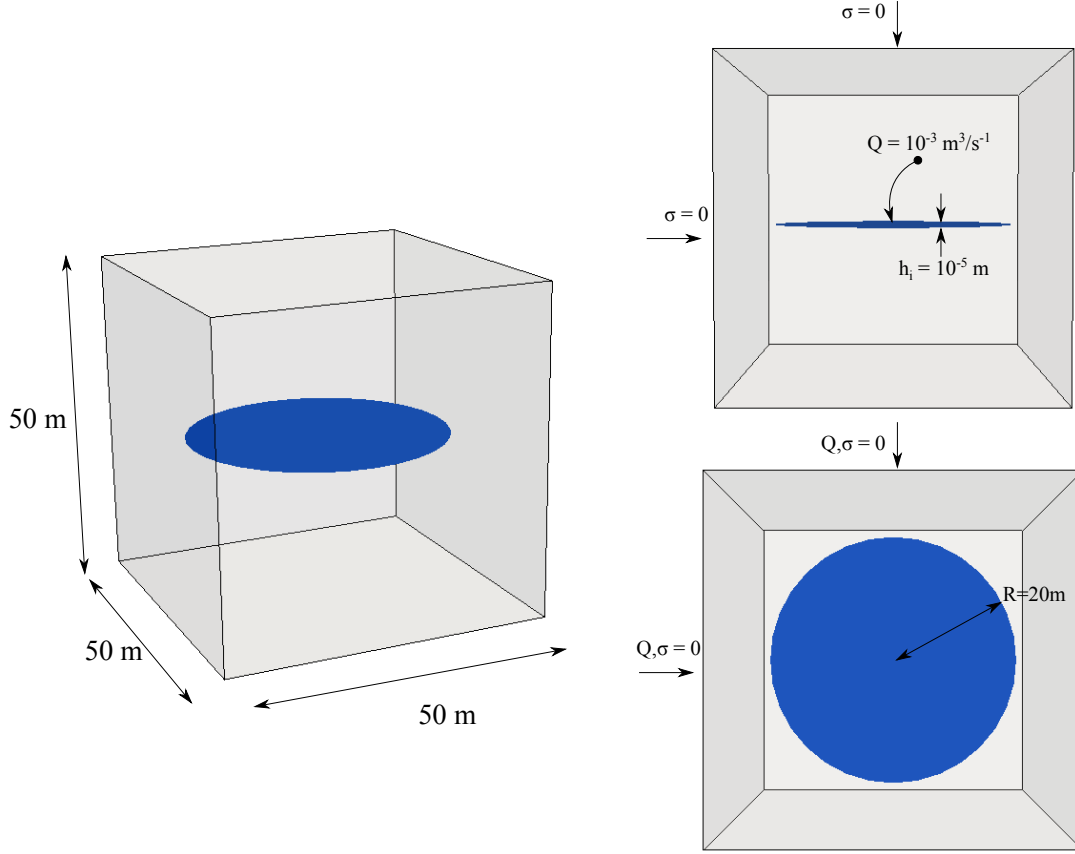 50 m
50 m
50 m
σ = 0
Q = 10⁻³ m³/s⁻¹
σ = 0
hᵢ = 10⁻⁵ m
Q,σ = 0
R=20m
Q,σ = 0